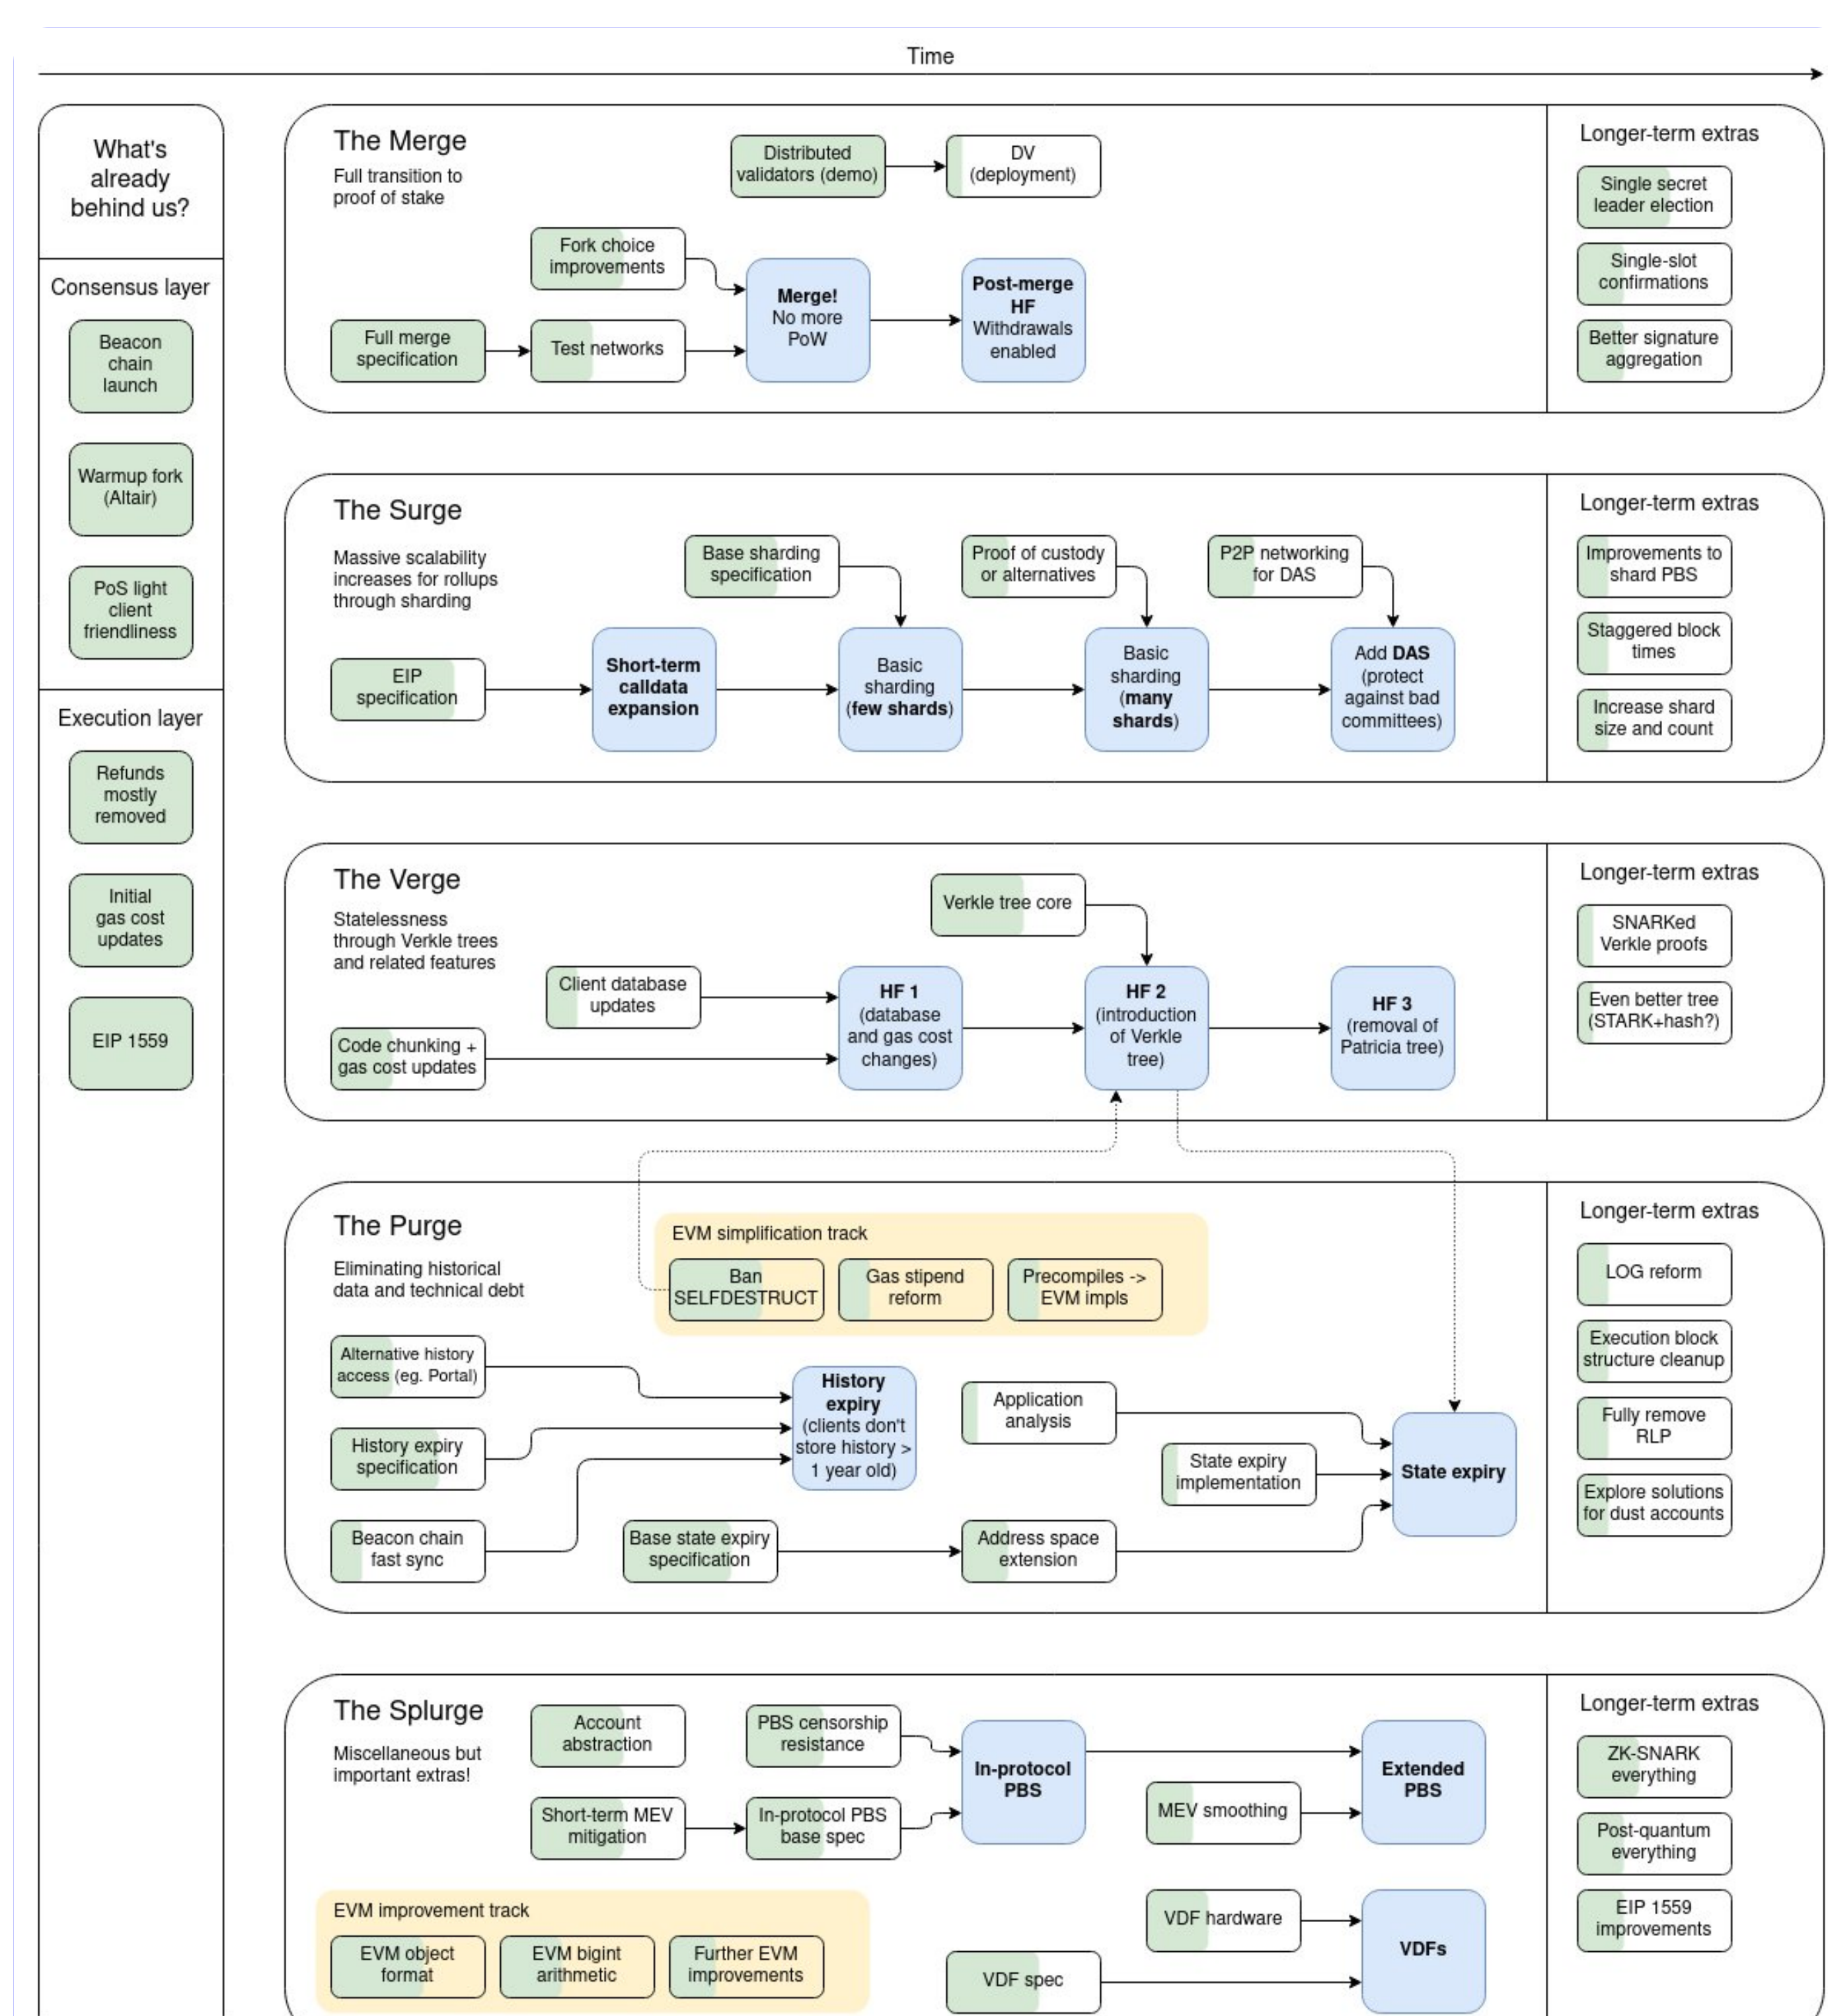 Time
What's
already
behind us?
Consensus layer
Beacon
chain
launch
Warmup fork
(Altair)
PoS light
client
friendliness
Execution layer
Refunds
mostly
removed
Initial
gas cost
updates
EIP 1559
The Merge
Full transition to
proof of stake
Distributed
validators (demo)
DV
(deployment)
Fork choice
improvements
Full merge
specification
Test networks
Merge!
No more
PoW
Post-merge
HF
Withdrawals
enabled
Longer-term extras
Single secret
leader election
Single-slot
confirmations
Better signature
aggregation
The Surge
Massive scalability
increases for rollups
through sharding
Base sharding
specification
Proof of custody
or alternatives
P2P networking
for DAS
EIP
specification
Short-term
calldata
expansion
Basic
sharding
(few shards)
Basic
sharding
(many
shards)
Add DAS
(protect
against bad
committees)
Longer-term extras
Improvements to
shard PBS
Staggered block
times
Increase shard
size and count
The Verge
Statelessness
through Verkle trees
and related features
Verkle tree core
Client database
updates
Code chunking +
gas cost updates
HF 1
(database
and gas cost
changes)
HF 2
(introduction
of Verkle
tree)
HF 3
(removal of
Patricia tree)
Longer-term extras
SNARKed
Verkle proofs
Even better tree
(STARK+hash?)
The Purge
Eliminating historical
data and technical debt
EVM simplification track
Ban
SELFDESTRUCT
Gas stipend
reform
Precompiles ->
EVM impls
Alternative history
access (eg. Portal)
History expiry
specification
Beacon chain
fast sync
History
expiry
(clients don't
store history >
1 year old)
Application
analysis
State expiry
implementation
Base state expiry
specification
Address space
extension
State expiry
Longer-term extras
LOG reform
Execution block
structure cleanup
Fully remove
RLP
Explore solutions
for dust accounts
The Splurge
Miscellaneous but
important extras!
Account
abstraction
PBS censorship
resistance
Short-term MEV
mitigation
In-protocol PBS
base spec
In-protocol
PBS
MEV smoothing
Extended
PBS
EVM improvement track
EVM object
format
EVM bigint
arithmetic
Further EVM
improvements
VDF hardware
VDF spec
VDFs
Longer-term extras
ZK-SNARK
everything
Post-quantum
everything
EIP 1559
improvements